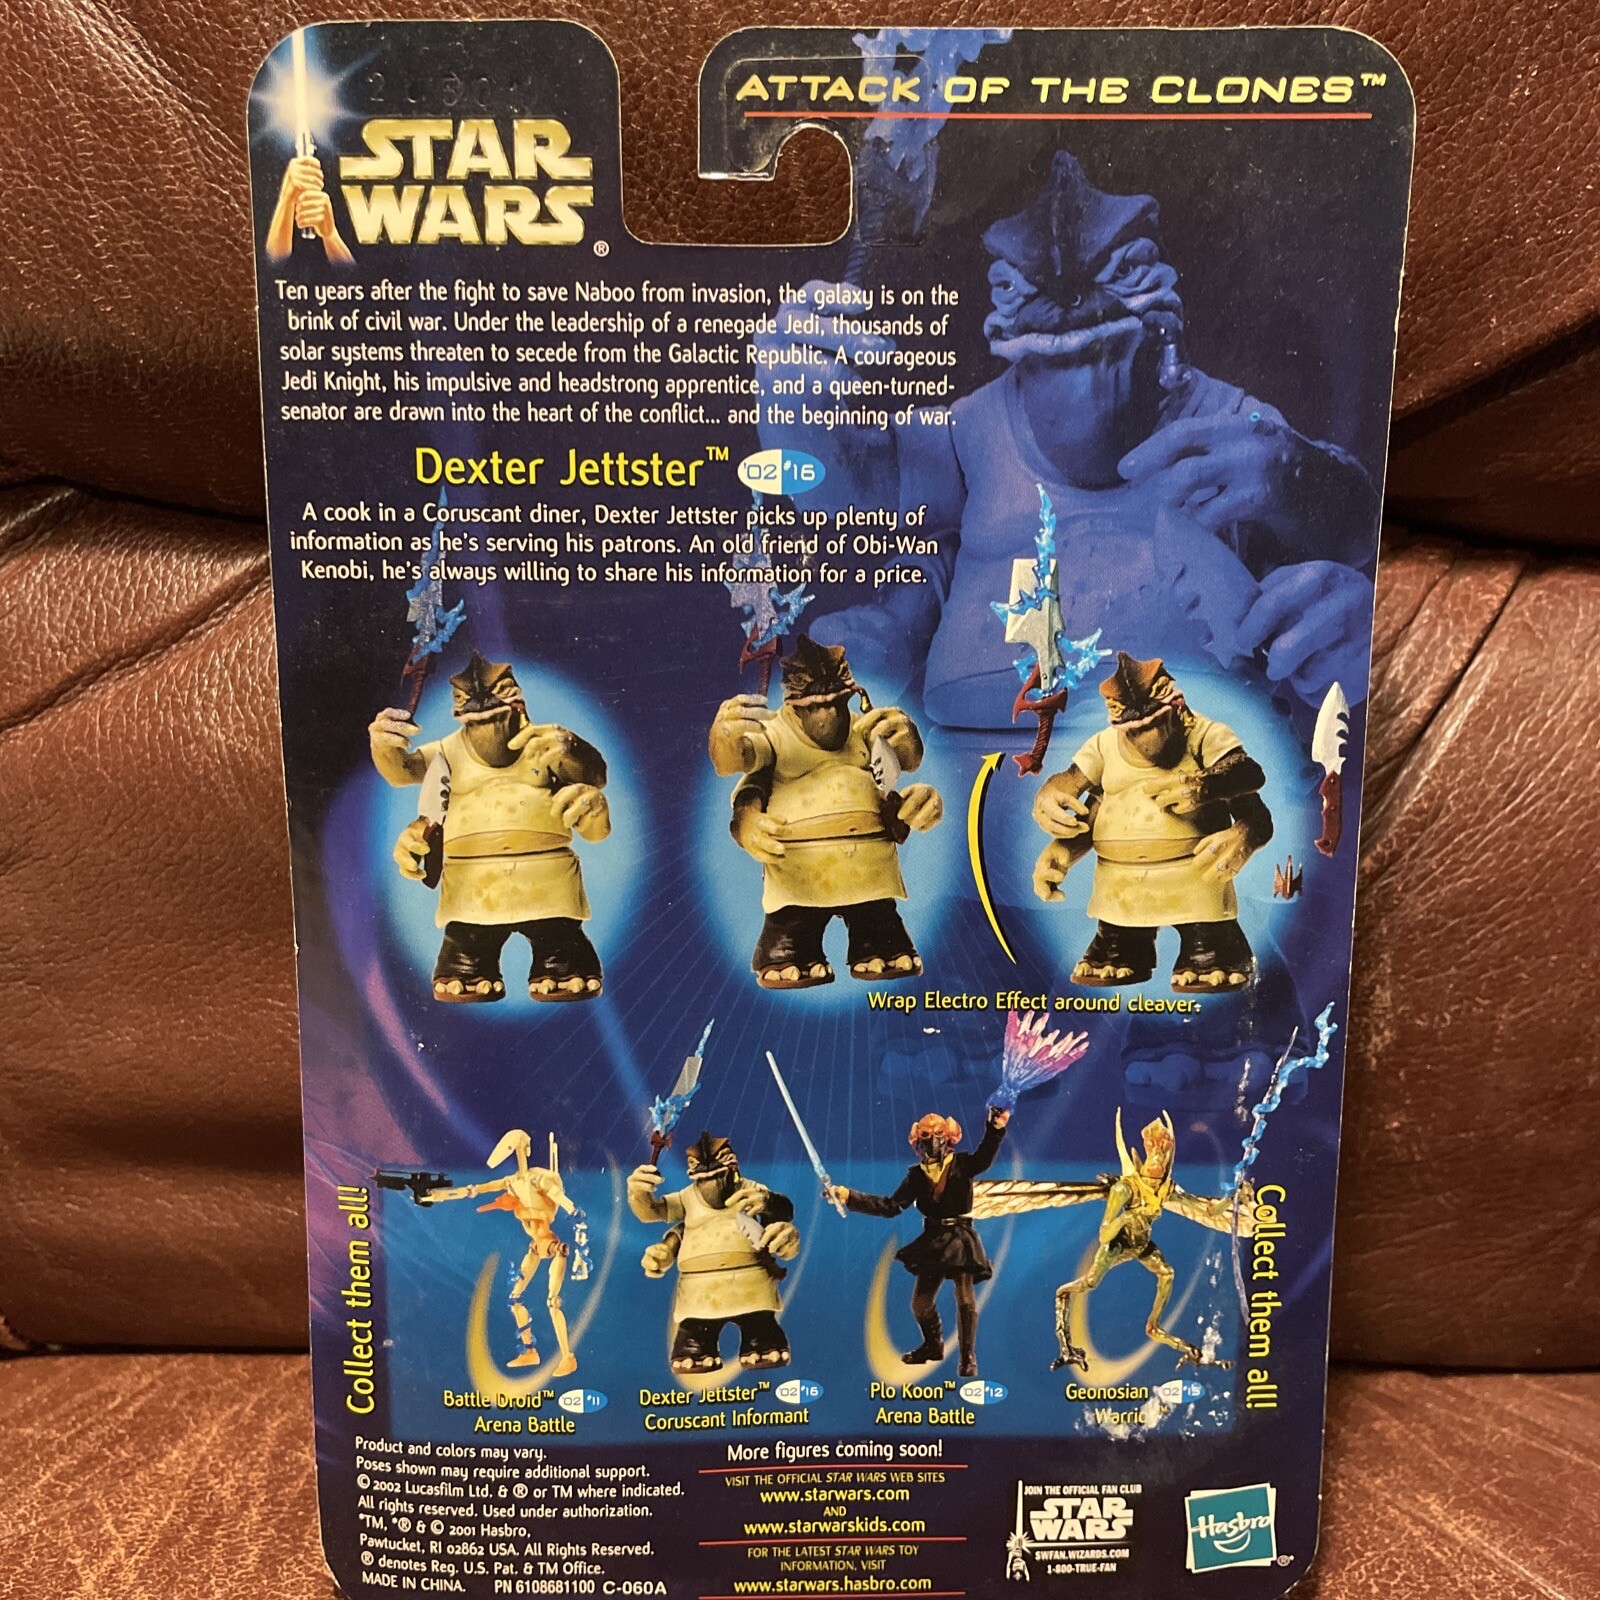 ATTACK OF THE CLONES™
STAR
WARS®
Ten years after the fight to save Naboo from invasion, the galaxy is on the
brink of civil war. Under the leadership of a renegade Jedi, thousands of
solar systems threaten to secede from the Galactic Republic. A courageous
Jedi Knight, his impulsive and headstrong apprentice, and a queen-turned-
senator are drawn into the heart of the conflict... and the beginning of war.
Dexter Jettster™ '02 #16
A cook in a Coruscant diner, Dexter Jettster picks up plenty of
information as he's serving his patrons. An old friend of Obi-Wan
Kenobi, he's always willing to share his information for a price.
Wrap Electro Effect around cleaver.
Collect them all!
Battle Droid™ '02 #11
Arena Battle
Dexter Jettster™ '02 #16
Coruscant Informant
Plo Koon™ '02 #12
Arena Battle
Geonosian '02 #15
Collect them all!
Product and colors may vary.
Poses shown may require additional support.
© 2002 Lucasfilm Ltd. & ® or TM where indicated.
All rights reserved. Used under authorization.
*TM, *® & © 2001 Hasbro,
Pawtucket, RI 02862 USA. All Rights Reserved.
® denotes Reg. U.S. Pat. & TM Office.
MADE IN CHINA. PN 6108681100 C-060A
More figures coming soon!
VISIT THE OFFICIAL STAR WARS WEB SITES
www.starwars.com
AND
www.starwarskids.com
FOR THE LATEST STAR WARS TOY
INFORMATION, VISIT
www.starwars.hasbro.com
JOIN THE OFFICIAL FAN CLUB
STAR
WARS
SWFAN.WIZARDS.COM
1-800-TRUE-FAN
Hasbro®*